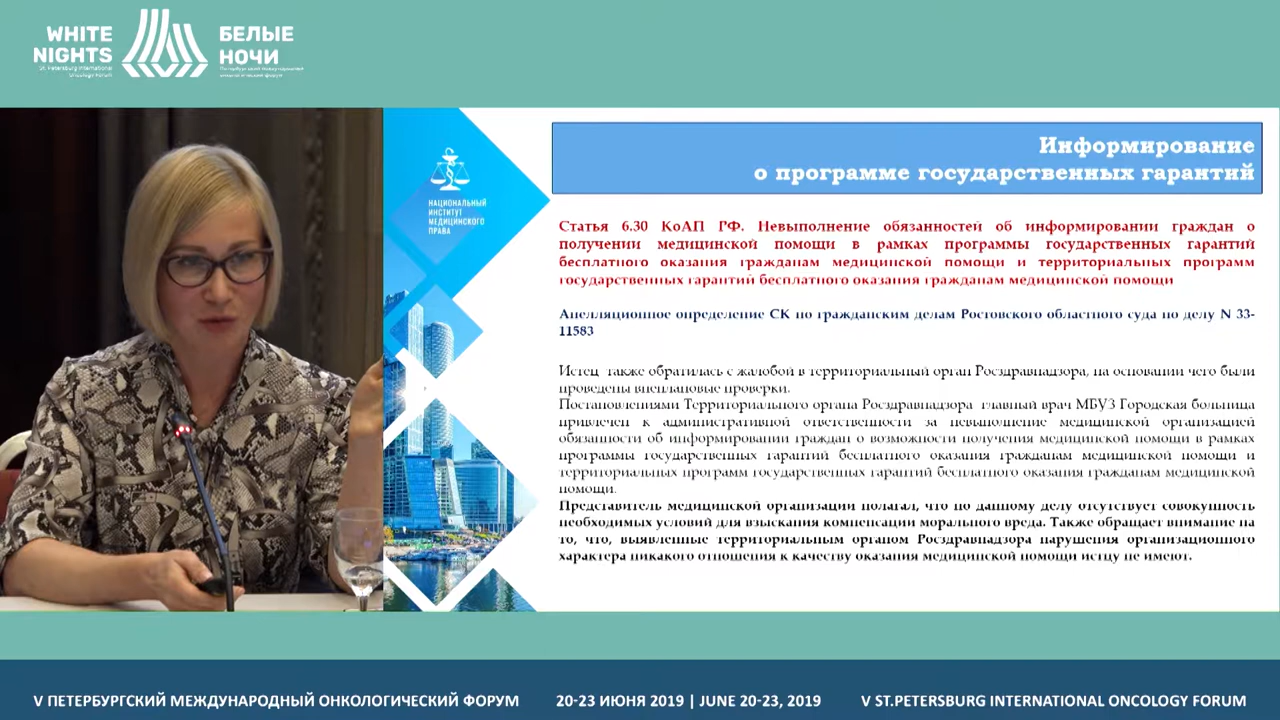 WHITE
NIGHTS
St. Petersburg International
Oncology Forum
БЕЛЫЕ
НОЧИ
Петербургский международный
онкологический форум
НАЦИОНАЛЬНЫЙ
ИНСТИТУТ
МЕДИЦИНСКОГО
ПРАВА
Информирование
о программе государственных гарантий
Статья 6.30 КоАП РФ. Невыполнение обязанностей об информировании граждан о
получении медицинской помощи в рамках программы государственных гарантий
бесплатного оказания гражданам медицинской помощи и территориальных программ
государственных гарантий бесплатного оказания гражданам медицинской помощи
Апелляционное определение СК по гражданским делам Ростовского областного суда по делу N 33-
11583
Истец также обратилась с жалобой в территориальный орган Росздравнадзора, на основании чего были
проведены внеплановые проверки.
Постановлениями Территориального органа Росздравнадзора главный врач МБУЗ Городская больница
привлечен к административной ответственности за невыполнение медицинской организацией
обязанности об информировании граждан о возможности получения медицинской помощи в рамках
программы государственных гарантий бесплатного оказания гражданам медицинской помощи и
территориальных программ государственных гарантий бесплатного оказания гражданам медицинской
помощи.
Представитель медицинской организации полагал, что по данному делу отсутствует совокупность
необходимых условий для взыскания компенсации морального вреда. Также обращает внимание на
то, что, выявленные территориальным органом Росздравнадзора нарушения организационного
характера никакого отношения к качеству оказания медицинской помощи истцу не имеют.
V ПЕТЕРБУРГСКИЙ МЕЖДУНАРОДНЫЙ ОНКОЛОГИЧЕСКИЙ ФОРУМ
20-23 ИЮНЯ 2019 | JUNE 20-23, 2019
V ST.PETERSBURG INTERNATIONAL ONCOLOGY FORUM